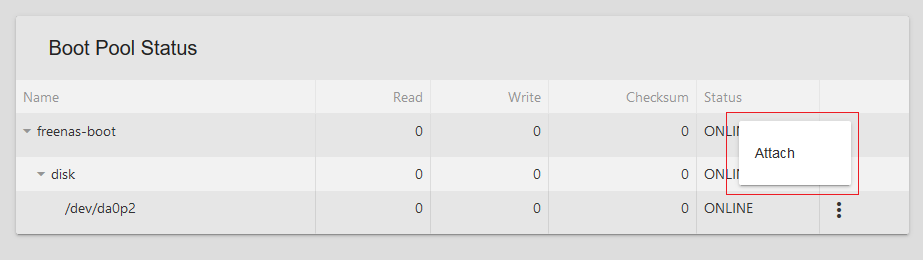 Boot Pool Status
Name Read Write Checksum Status
freenas-boot 0 0 0 ONLI
Attach
disk 0 0 0 ONLI
/dev/da0p2 0 0 0 ONLINE